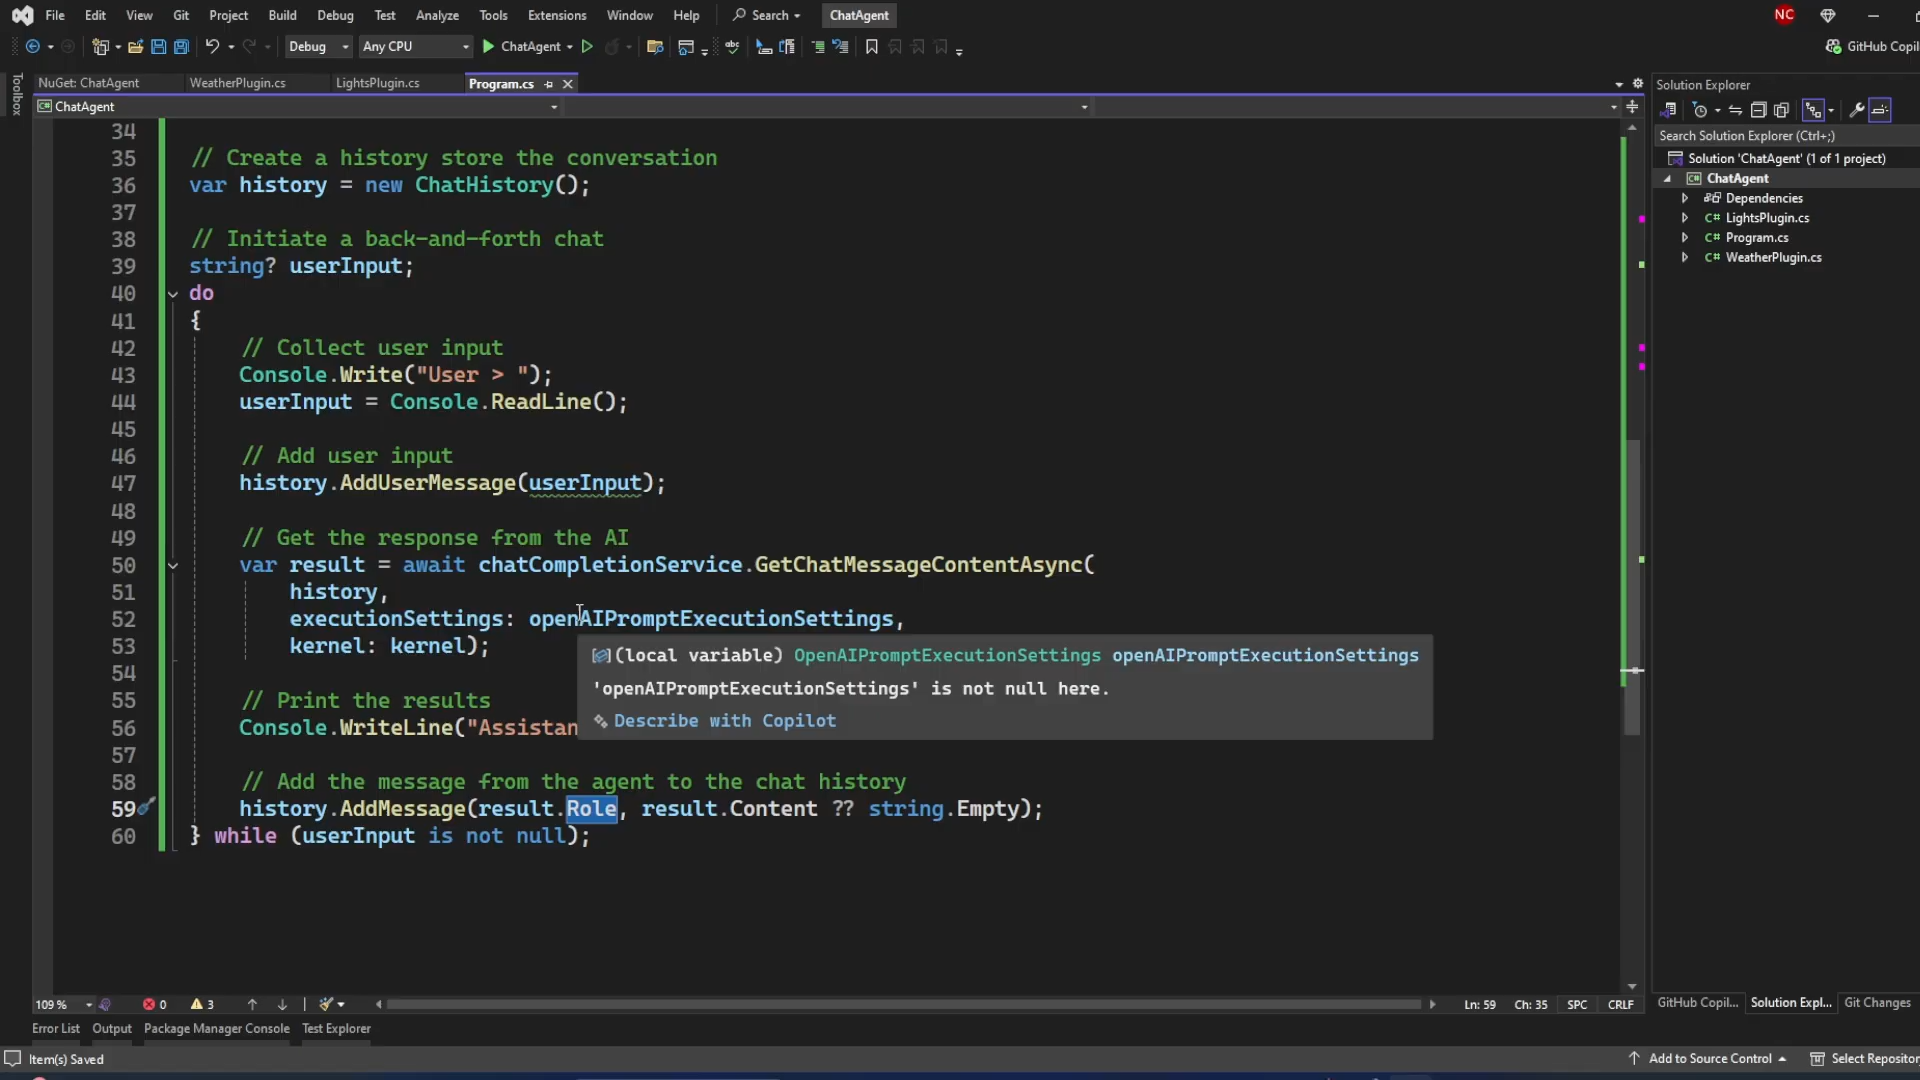 File Edit View Git Project Build Debug Test Analyze Tools Extensions Window Help Search ChatAgent NC
Debug Any CPU ChatAgent GitHub Copil
Toolbox
NuGet: ChatAgent WeatherPlugin.cs LightsPlugin.cs Program.cs
ChatAgent
34
35 // Create a history store the conversation
36 var history = new ChatHistory();
37
38 // Initiate a back-and-forth chat
39 string? userInput;
40 do
41 {
42 // Collect user input
43 Console.Write("User > ");
44 userInput = Console.ReadLine();
45
46 // Add user input
47 history.AddUserMessage(userInput);
48
49 // Get the response from the AI
50 var result = await chatCompletionService.GetChatMessageContentAsync(
51 history,
52 executionSettings: openAIPromptExecutionSettings,
53 kernel: kernel);
(local variable) OpenAIPromptExecutionSettings openAIPromptExecutionSettings
'openAIPromptExecutionSettings' is not null here.
Describe with Copilot
54
55 // Print the results
56 Console.WriteLine("Assistan
57
58 // Add the message from the agent to the chat history
59 history.AddMessage(result.Role, result.Content ?? string.Empty);
60 } while (userInput is not null);
109 % 0 3 Ln: 59 Ch: 35 SPC CRLF
Error List Output Package Manager Console Test Explorer
Item(s) Saved
Add to Source Control Select Repositor
Solution Explorer
Search Solution Explorer (Ctrl+;)
Solution 'ChatAgent' (1 of 1 project)
C# ChatAgent
Dependencies
C# LightsPlugin.cs
C# Program.cs
C# WeatherPlugin.cs
GitHub Copil... Solution Expl... Git Changes